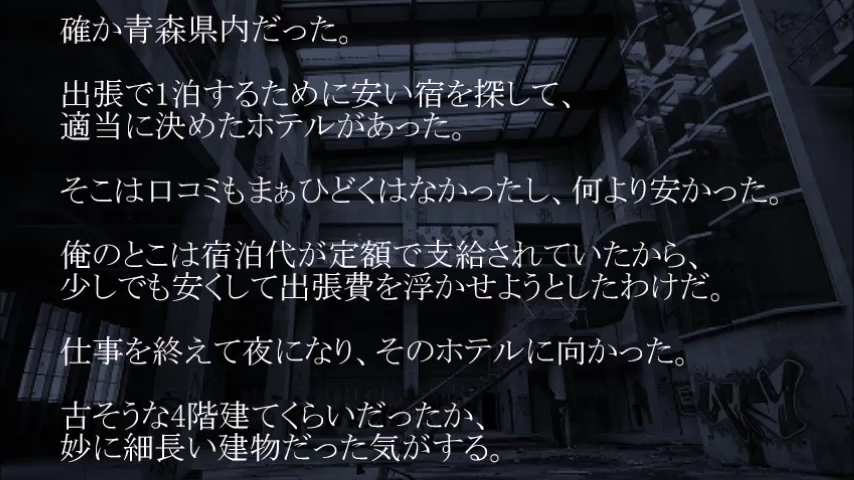 確か青森県内だった。
出張で1泊するために安い宿を探して、
適当に決めたホテルがあった。
そこは口コミもまぁひどくはなかったし、何より安かった。
俺のとこは宿泊代が定額で支給されていたから、
少しでも安くして出張費を浮かせようとしたわけだ。
仕事を終えて夜になり、そのホテルに向かった。
古そうな4階建てくらいだったか、
妙に細長い建物だった気がする。